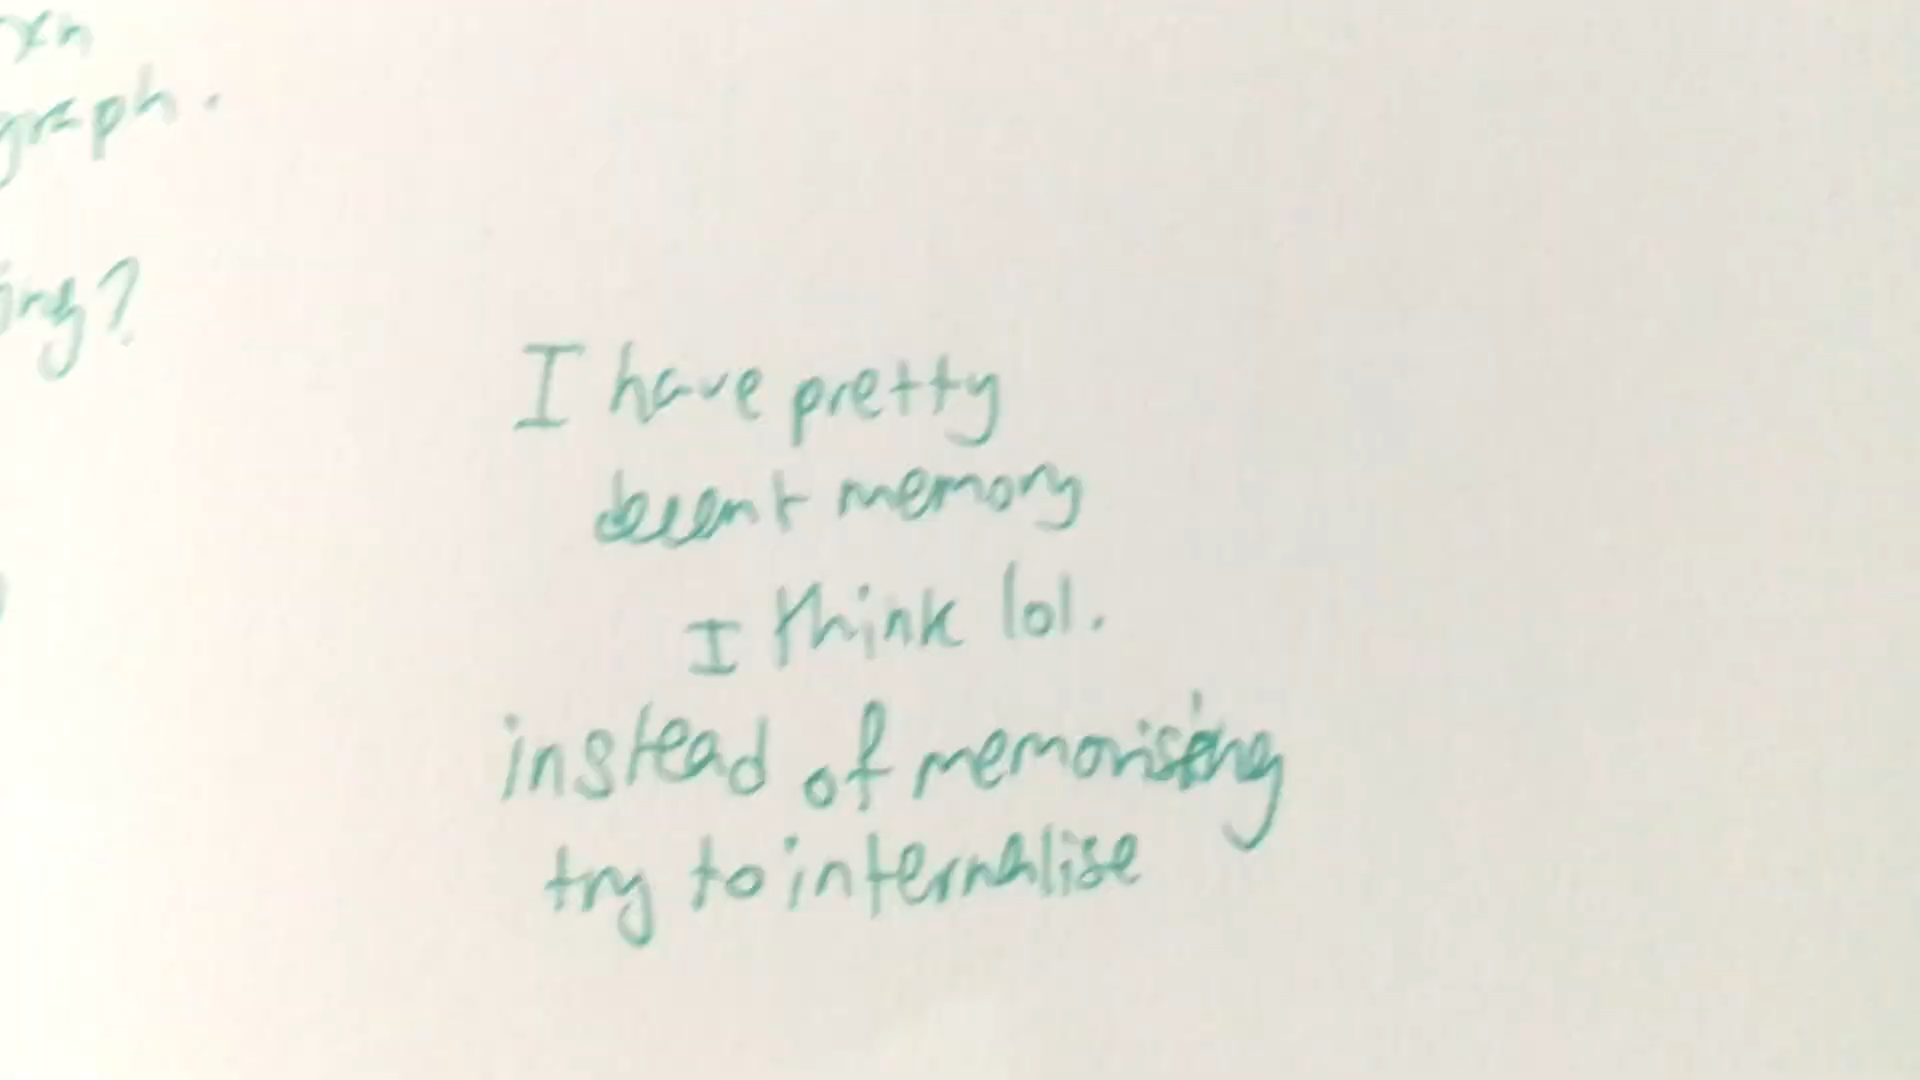 graph.
I have pretty
decent memory
I think lol.
instead of memorising
try to internalise